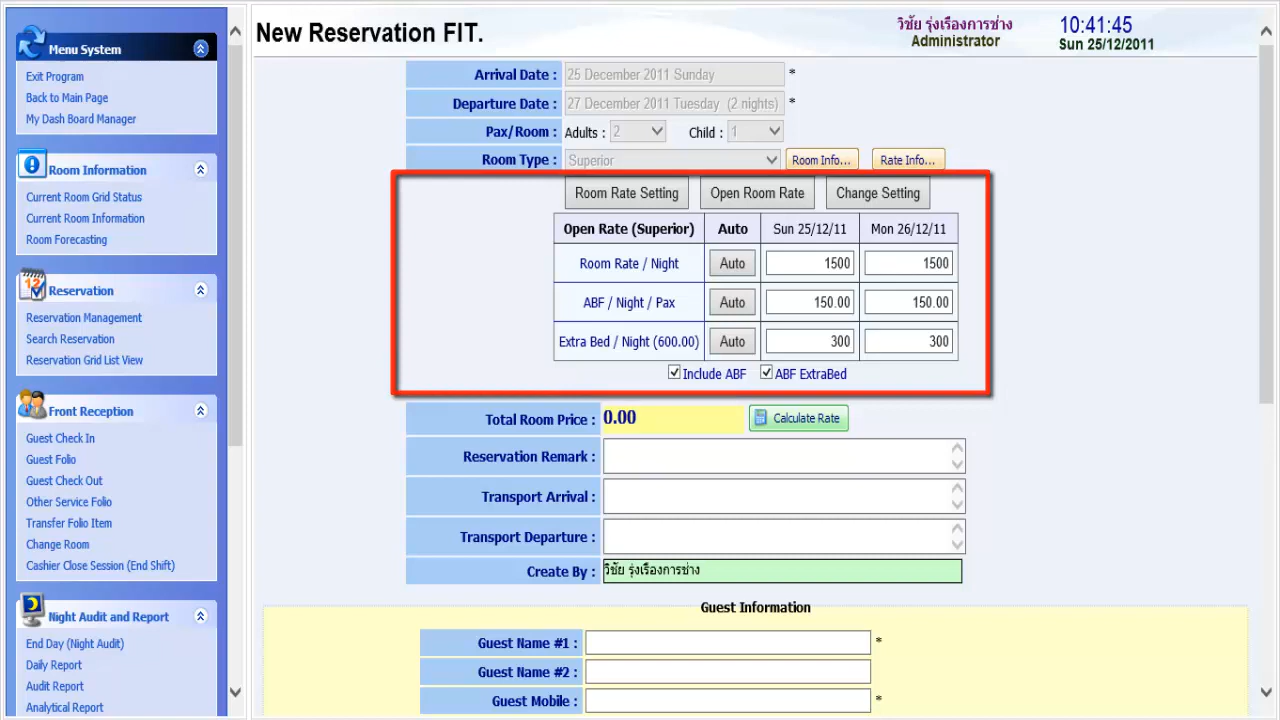 New Reservation FIT.
วิชัย รุ่งเรืองการช่าง
Administrator
10:41:45
Sun 25/12/2011
Menu System
Exit Program
Back to Main Page
My Dash Board Manager
Room Information
Current Room Grid Status
Current Room Information
Room Forecasting
Reservation
Reservation Management
Search Reservation
Reservation Grid List View
Front Reception
Guest Check In
Guest Folio
Guest Check Out
Other Service Folio
Transfer Folio Item
Change Room
Cashier Close Session (End Shift)
Night Audit and Report
End Day (Night Audit)
Daily Report
Audit Report
Analytical Report
Arrival Date : 25 December 2011 Sunday *
Departure Date : 27 December 2011 Tuesday (2 nights) *
Pax/Room : Adults : 2 Child : 1
Room Type : Superior Room Info... Rate Info...
Room Rate Setting Open Room Rate Change Setting
Open Rate (Superior) Auto Sun 25/12/11 Mon 26/12/11
Room Rate / Night Auto 1500 1500
ABF / Night / Pax Auto 150.00 150.00
Extra Bed / Night (600.00) Auto 300 300
Include ABF ABF ExtraBed
Total Room Price : 0.00 Calculate Rate
Reservation Remark :
Transport Arrival :
Transport Departure :
Create By : วิชัย รุ่งเรืองการช่าง
Guest Information
Guest Name #1 : *
Guest Name #2 :
Guest Mobile : *